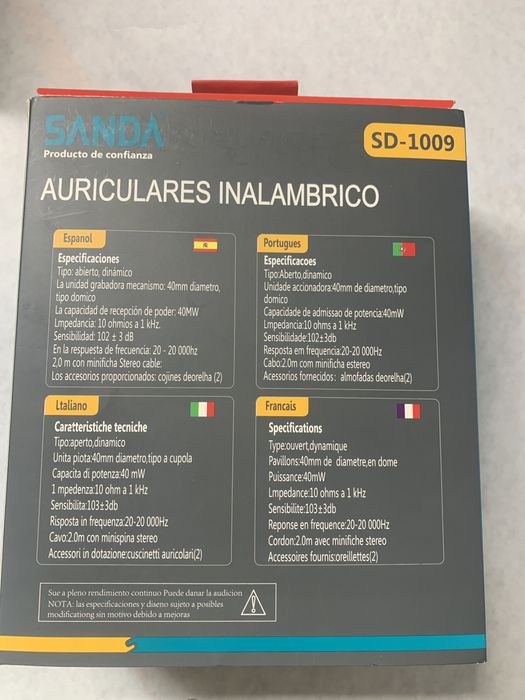 SANDA
Producto de confianza
SD-1009
AURICULARES INALAMBRICO
Espanol
Especificaciones
Tipo: abierto, dinámico
La unidad grabadora mecanismo: 40mm diametro,
tipo domico
La capacidad de recepción de poder: 40MW
Lmpedancia: 10 ohmios a 1 kHz.
Sensibilidad: 102 ± 3 dB
En la respuesta de frecuencia: 20 - 20 000hz
2,0 m con minificha Stereo cable:
Los accesorios proporcionados: cojines deorelha (2)
Portugues
Especificacoes
Tipo:Aberto,dinamico
Unidade accionadora:40mm de diametro,tipo
domico
Capacidade de admissao de potencia:40mW
Impedancia:10 ohms a 1 kHz
Sensibilidade:102±3db
Resposta em frequencia:20-20 000Hz
Cabo:2.0m com minificha estereo
Acessorios fornecidos: almofadas deorelha(2)
Ltaliano
Caratteristiche tecniche
Tipo:aperto,dinamico
Unita piota:40mm diametro,tipo a cupola
Capacita di potenza:40 mW
1 mpedenza:10 ohm a 1 kHz
Sensibilita:103±3db
Risposta in frequenza:20-20 000Hz
Cavo:2.0m con minispina stereo
Accessori in dotazione:cuscinetti auricolari(2)
Francais
Specifications
Type:ouvert,dynamique
Pavillons:40mm de diametre,en dome
Puissance:40mW
Lmpedance:10 ohms a 1 kHz
Sensibilite:103±3db
Reponse en frequence:20-20 000Hz
Cordon:2.0m avec minifiche stereo
Accessoires fournis:oreillettes(2)
Sue a pleno rendimiento continuo Puede danar la audicion
NOTA: las especificaciones y diseno sujeto a posibles
modificationg sin motivo debido a mejoras